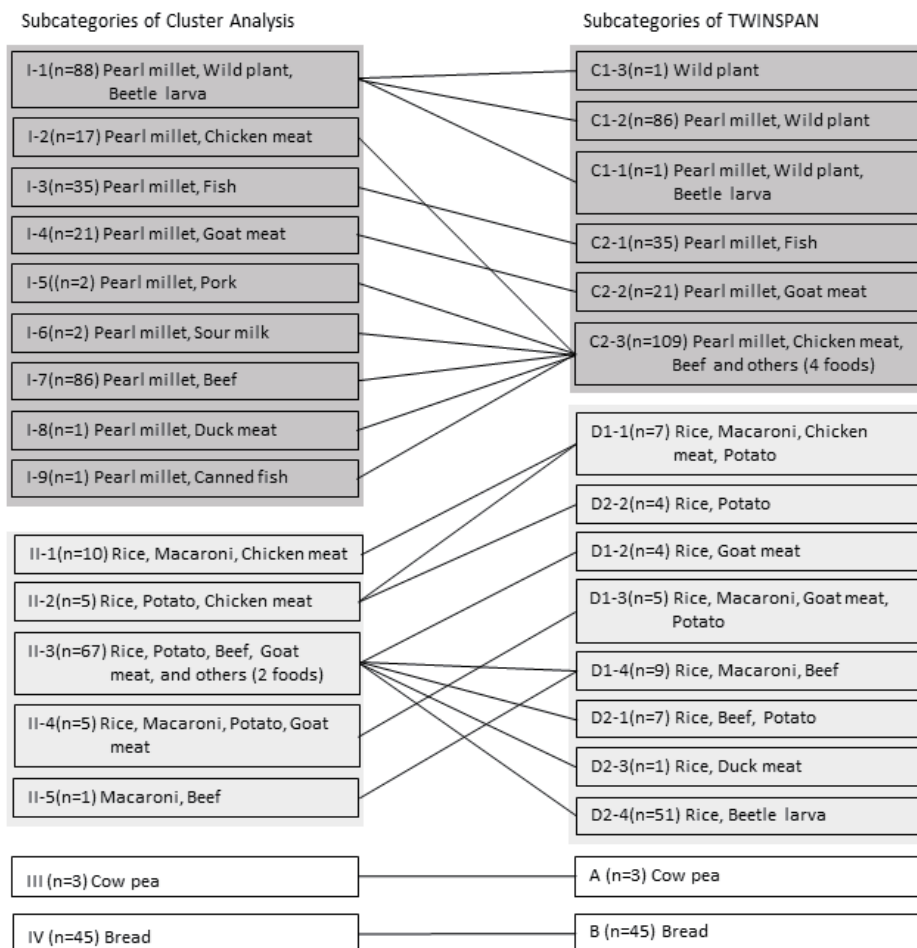 Subcategories of Cluster Analysis
I-1(n=88) Pearl millet, Wild plant,
Beetle larva
I-2(n=17) Pearl millet, Chicken meat
I-3(n=35) Pearl millet, Fish
I-4(n=21) Pearl millet, Goat meat
I-5((n=2) Pearl millet, Pork
I-6(n=2) Pearl millet, Sour milk
I-7(n=86) Pearl millet, Beef
I-8(n=1) Pearl millet, Duck meat
I-9(n=1) Pearl millet, Canned fish
II-1(n=10) Rice, Macaroni, Chicken meat
II-2(n=5) Rice, Potato, Chicken meat
II-3(n=67) Rice, Potato, Beef, Goat
meat, and others (2 foods)
II-4(n=5) Rice, Macaroni, Potato, Goat
meat
II-5(n=1) Macaroni, Beef
III (n=3) Cow pea
IV (n=45) Bread
Subcategories of TWINSPAN
C1-3(n=1) Wild plant
C1-2(n=86) Pearl millet, Wild plant
C1-1(n=1) Pearl millet, Wild plant,
Beetle larva
C2-1(n=35) Pearl millet, Fish
C2-2(n=21) Pearl millet, Goat meat
C2-3(n=109) Pearl millet, Chicken meat,
Beef and others (4 foods)
D1-1(n=7) Rice, Macaroni, Chicken
meat, Potato
D2-2(n=4) Rice, Potato
D1-2(n=4) Rice, Goat meat
D1-3(n=5) Rice, Macaroni, Goat meat,
Potato
D1-4(n=9) Rice, Macaroni, Beef
D2-1(n=7) Rice, Beef, Potato
D2-3(n=1) Rice, Duck meat
D2-4(n=51) Rice, Beetle larva
A (n=3) Cow pea
B (n=45) Bread